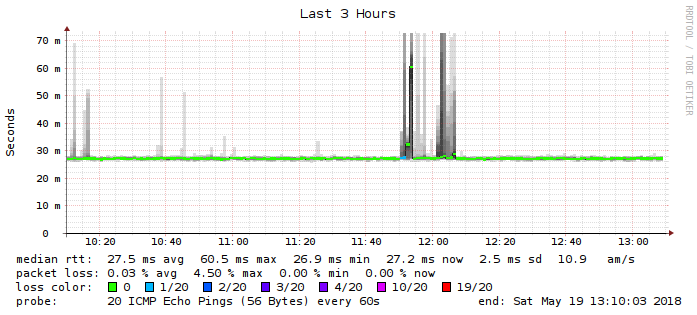 Last 3 Hours
RRDTOOL / TOBI OETIKER
Seconds
70 m
60 m
50 m
40 m
30 m
20 m
10 m
0
10:20 10:40 11:00 11:20 11:40 12:00 12:20 12:40 13:00
median rtt: 27.5 ms avg 60.5 ms max 26.9 ms min 27.2 ms now 2.5 ms sd 10.9 am/s
packet loss: 0.03 % avg 4.50 % max 0.00 % min 0.00 % now
loss color: 0 1/20 2/20 3/20 4/20 10/20 19/20
probe: 20 ICMP Echo Pings (56 Bytes) every 60s end: Sat May 19 13:10:03 2018